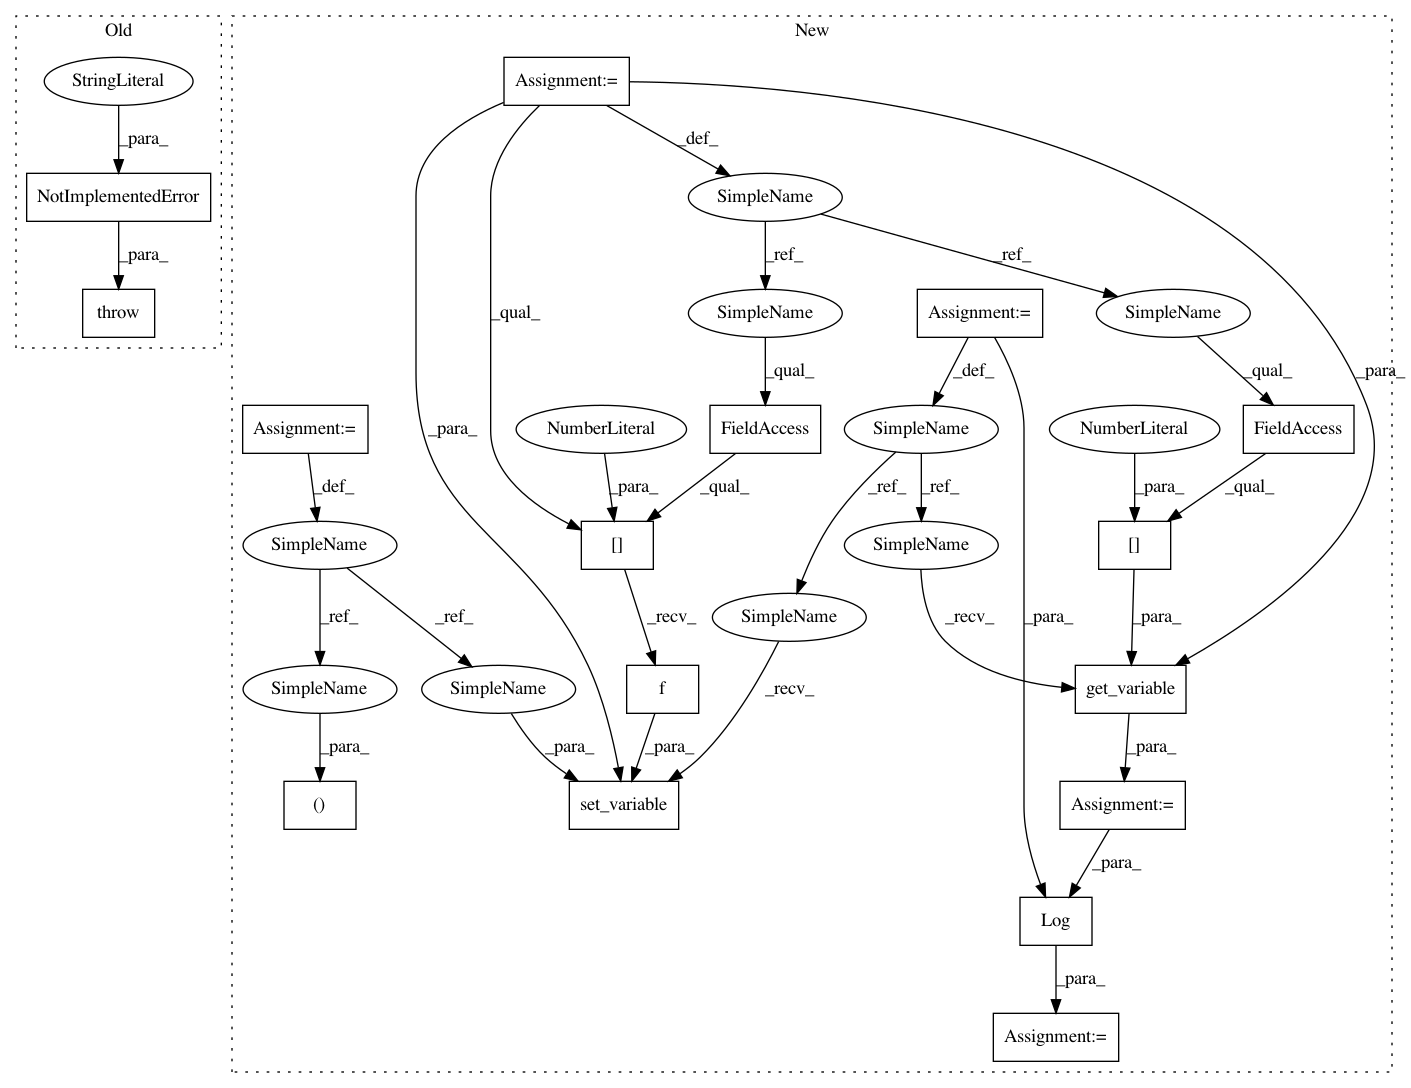 Old
New
StringLiteral
Assignment:=
_para_
_def_
NotImplementedError
SimpleName
_para_
_ref_
_ref_
throw
_qual_
SimpleName
Assignment:=
SimpleName
_para_
_qual_
_def_
_qual_
Assignment:=
_para_
NumberLiteral
FieldAccess
SimpleName
NumberLiteral
FieldAccess
_def_
_para_
_qual_
_ref_
_ref_
_para_
_qual_
SimpleName
[]
SimpleName
[]
_ref_
_ref_
_recv_
SimpleName
_recv_
_para_
_para_
SimpleName
SimpleName
f
_recv_
get_variable
_para_
_para_
_para_
_para_
()
set_variable
Assignment:=
_para_
Log
_para_
Assignment:=